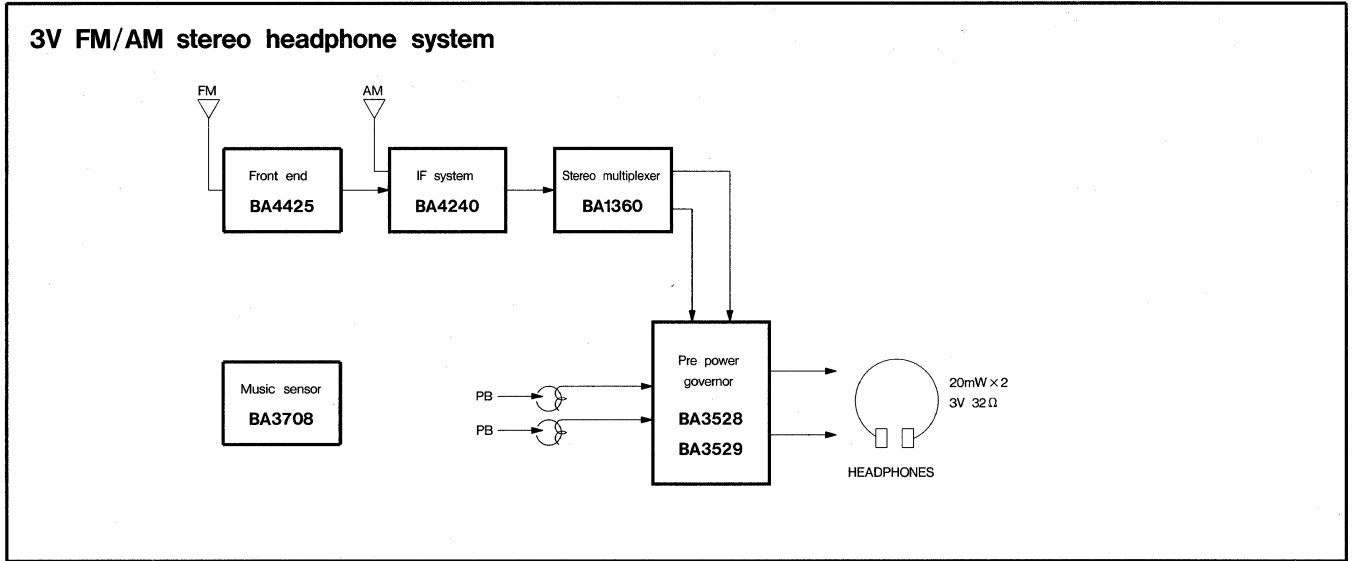 3V FM/AM stereo headphone system
FM
AM
Front end
BA4425
IF system
BA4240
Stereo multiplexer
BA1360
Music sensor
BA3708
PB
PB
Pre power
governor
BA3528
BA3529
20mW×2
3V 32Ω
HEADPHONES